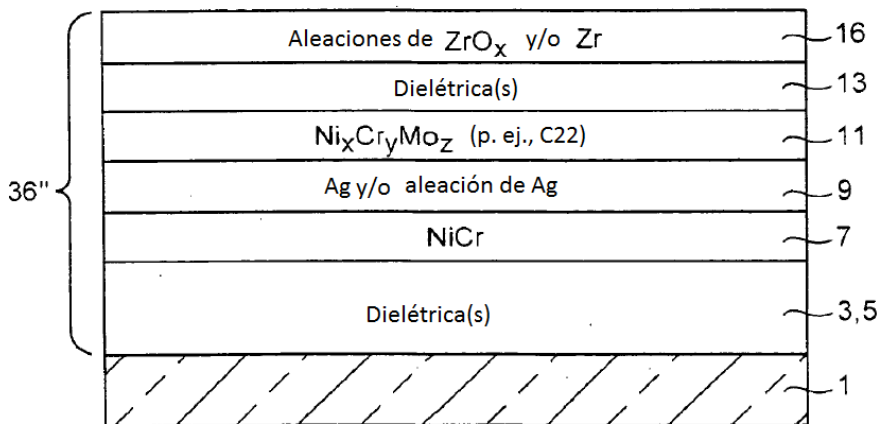 Aleaciones de ZrOx y/o Zr 16
Dielétrica(s) 13
NixCryMoz (p. ej., C22) 11
36" Ag y/o aleación de Ag 9
NiCr 7
Dielétrica(s) 3,5
1